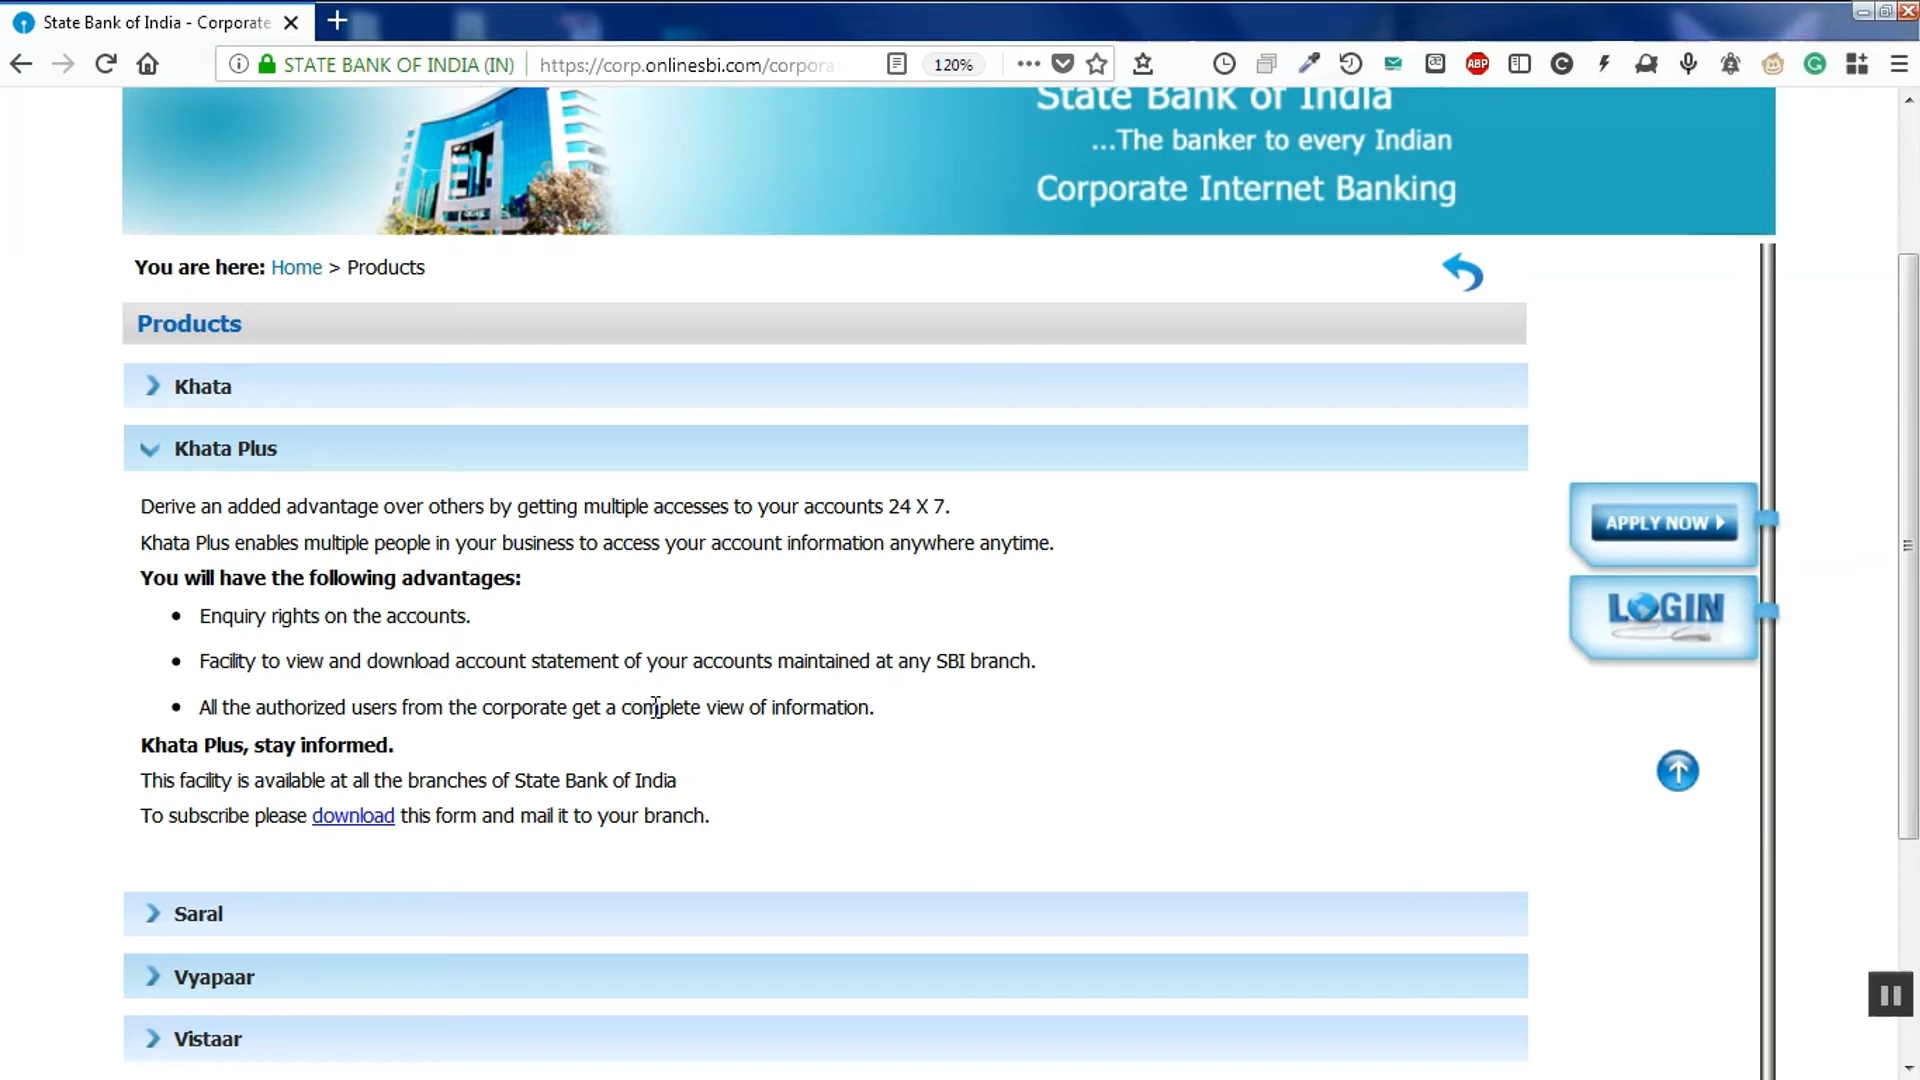 State Bank of India - Corporate
STATE BANK OF INDIA (IN)
https://corp.onlinesbi.com/corpora
120%
ABP
State Bank of India
...The banker to every Indian
Corporate Internet Banking
You are here: Home > Products
Products
Khata
Khata Plus
Derive an added advantage over others by getting multiple accesses to your accounts 24 X 7.
Khata Plus enables multiple people in your business to access your account information anywhere anytime.
You will have the following advantages:
• Enquiry rights on the accounts.
• Facility to view and download account statement of your accounts maintained at any SBI branch.
• All the authorized users from the corporate get a complete view of information.
Khata Plus, stay informed.
This facility is available at all the branches of State Bank of India
To subscribe please download this form and mail it to your branch.
APPLY NOW
LOGIN
Saral
Vyapaar
Vistaar